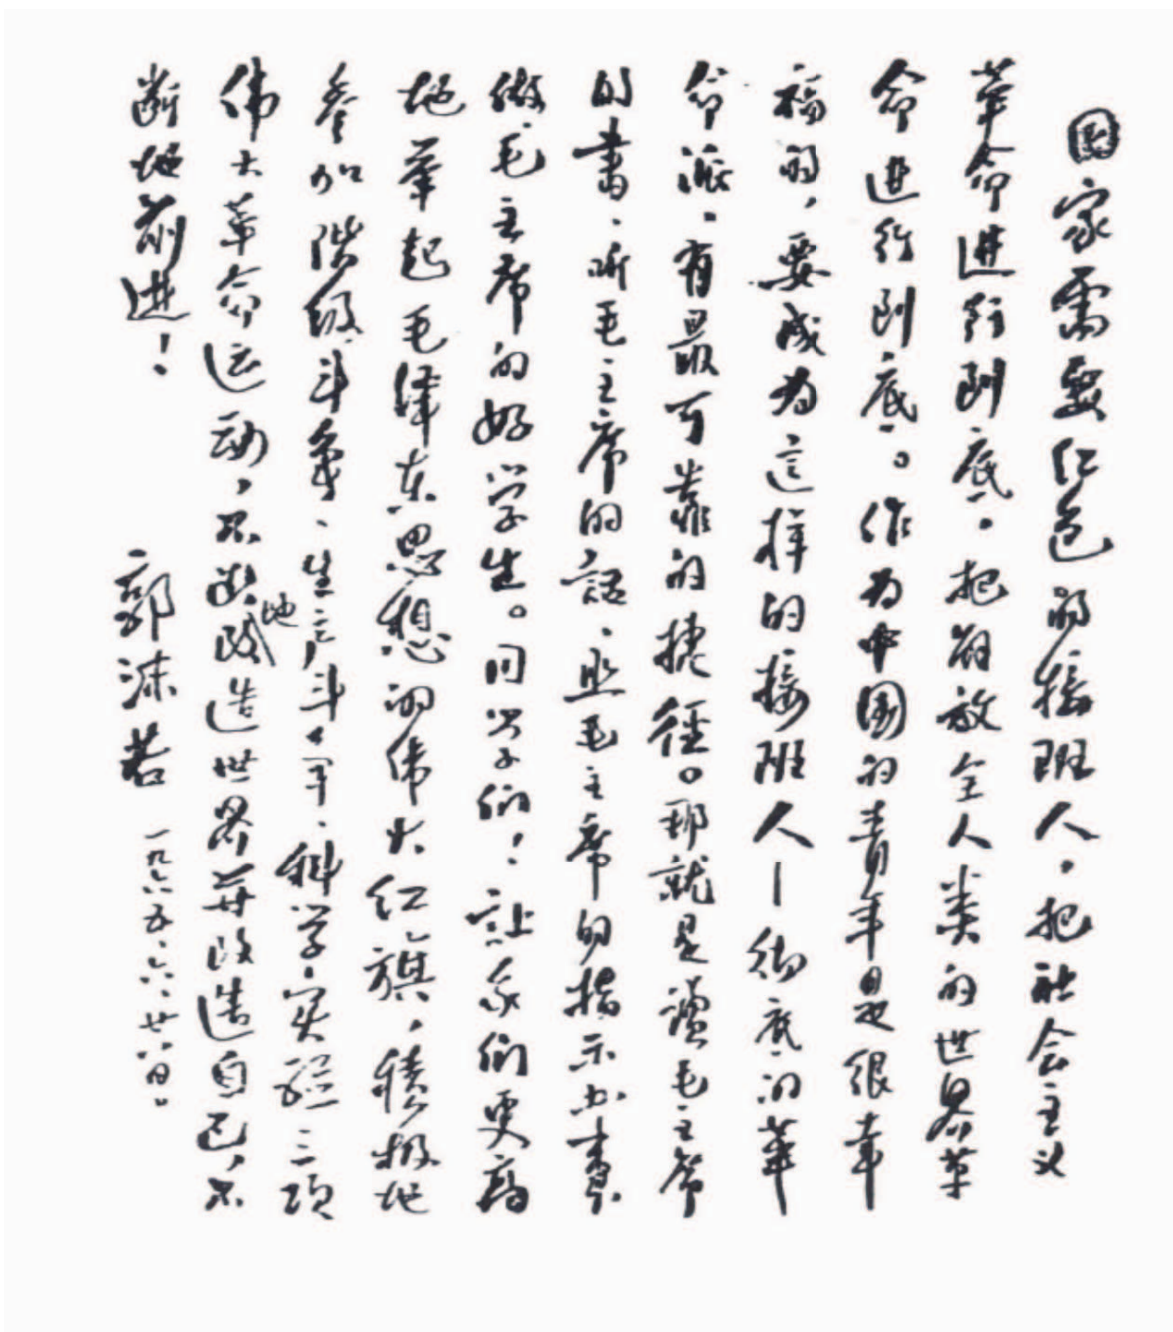 国家需要红色的接班人，把社会主义
革命进行到底，把解放全人类的世界革
命进行到底。作为中国的青年是很幸
福的，要成为这样的接班人—彻底的革
命派，有最可靠的捷径。那就是读毛主席
的书、听毛主席的话、照毛主席的指示办事，
做毛主席的好学生。同学们！让我们更高
地举起毛泽东思想的伟大红旗，积极地
参加阶级斗争、生产斗争、科学实验三项
伟大革命运动，不断地改造世界并改造自己，不
断地前进！
郭沫若 一九六五、六、廿八日。